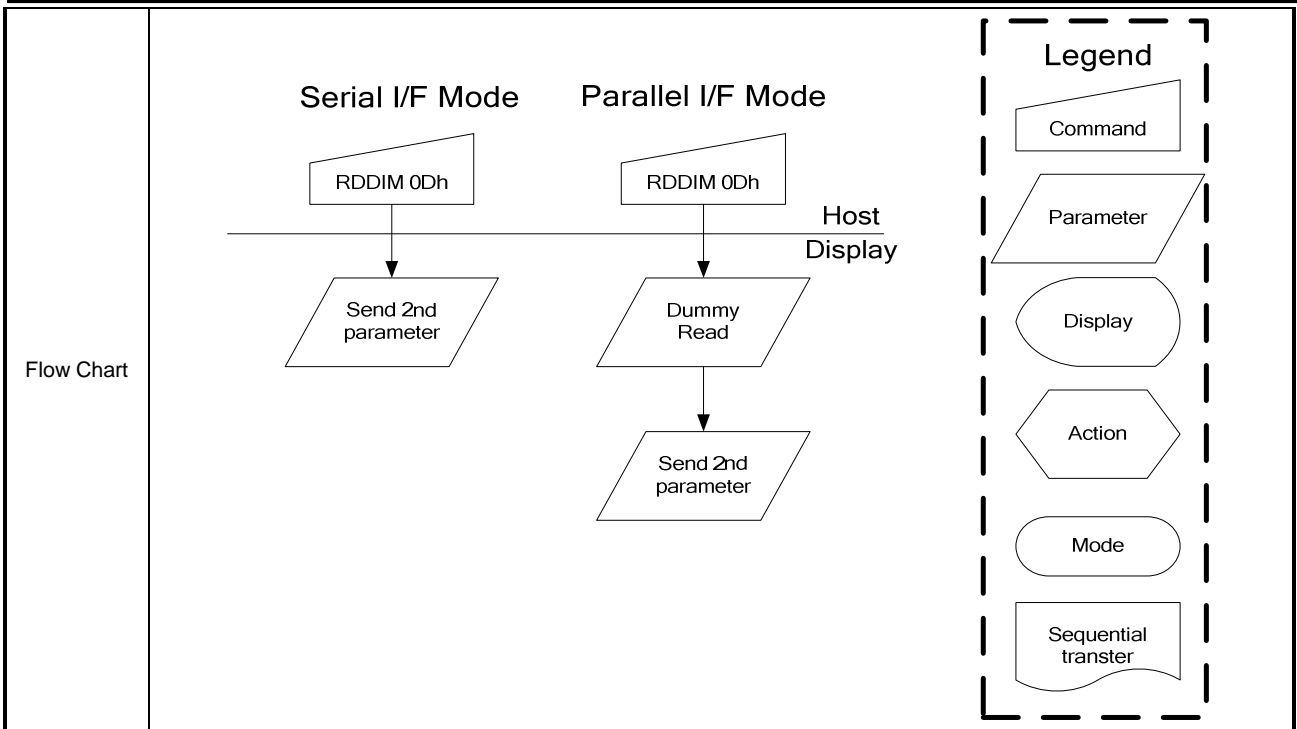 Flow Chart
Serial I/F Mode
Parallel I/F Mode
RDDIM 0Dh
RDDIM 0Dh
Host
Display
Send 2nd
parameter
Dummy
Read
Send 2nd
parameter
Legend
Command
Parameter
Display
Action
Mode
Sequential
transter